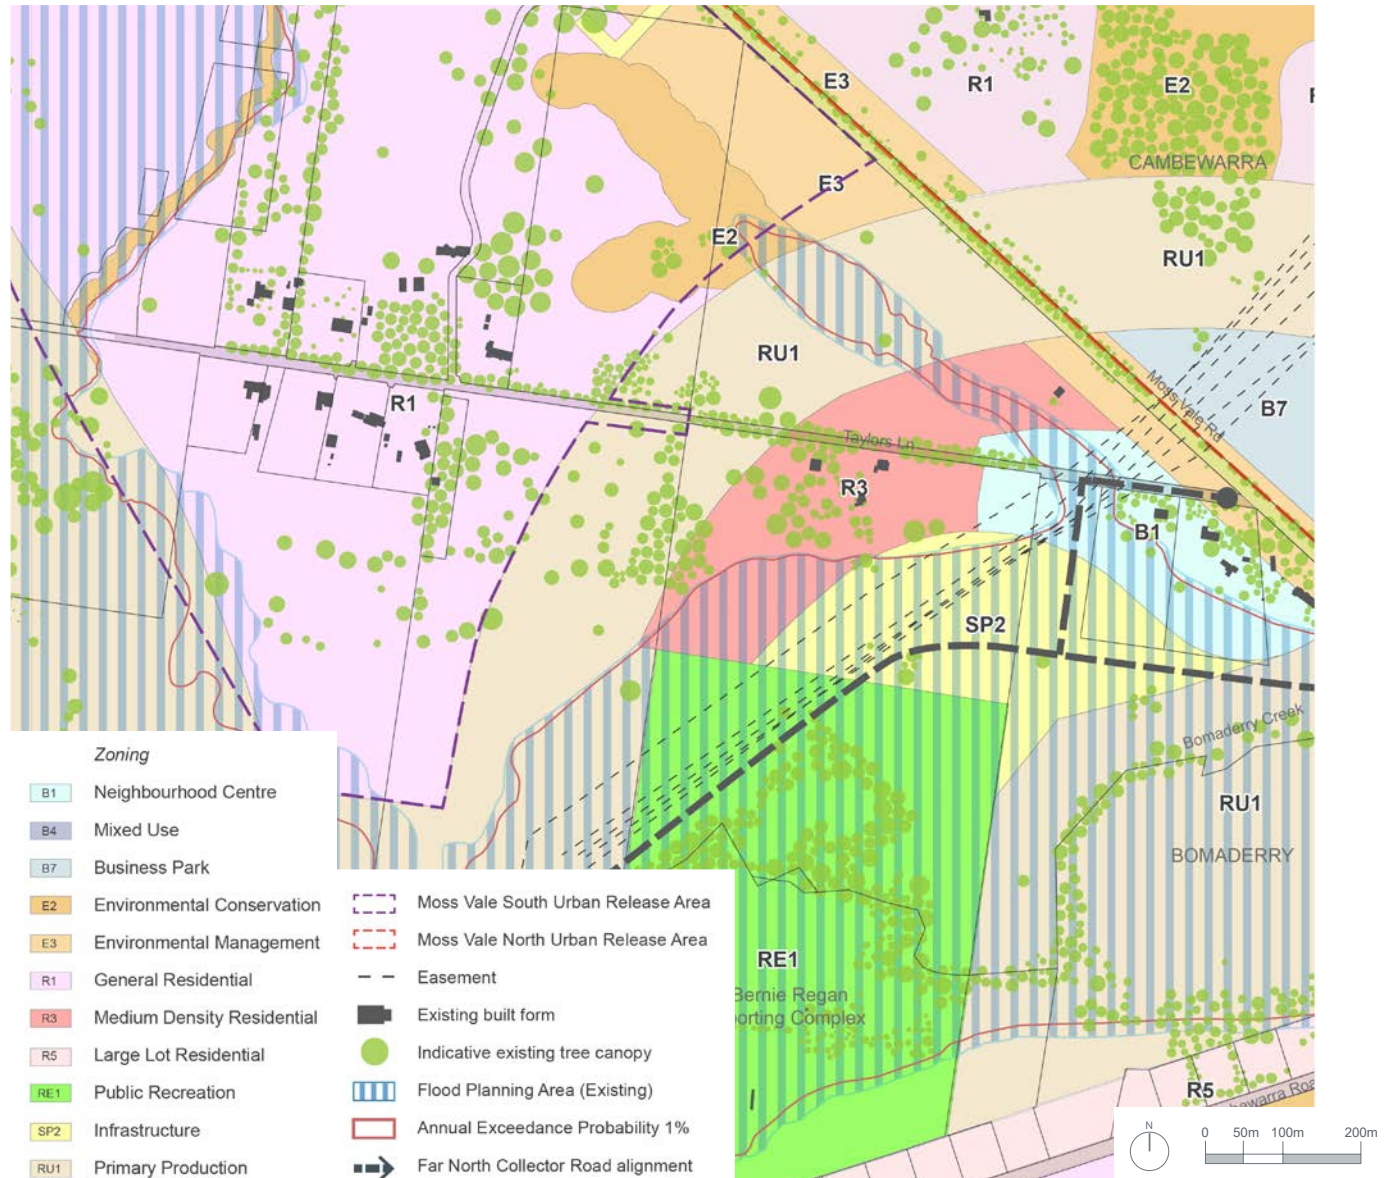 E3
R1
E2
CAMBEWARRA
E3
E2
RU1
RU1
Moss Vale Rd
B7
R1
Taylors Ln
R3
B1
SP2
Bomaderry Creek
RU1
BOMADERRY
RE1
Bernie Regan
orting Complex
R5
ewarra Roa
Zoning
B1 Neighbourhood Centre
B4 Mixed Use
B7 Business Park
E2 Environmental Conservation
E3 Environmental Management
R1 General Residential
R3 Medium Density Residential
R5 Large Lot Residential
RE1 Public Recreation
SP2 Infrastructure
RU1 Primary Production
Moss Vale South Urban Release Area
Moss Vale North Urban Release Area
Easement
Existing built form
Indicative existing tree canopy
Flood Planning Area (Existing)
Annual Exceedance Probability 1%
Far North Collector Road alignment
N
0 50m 100m 200m